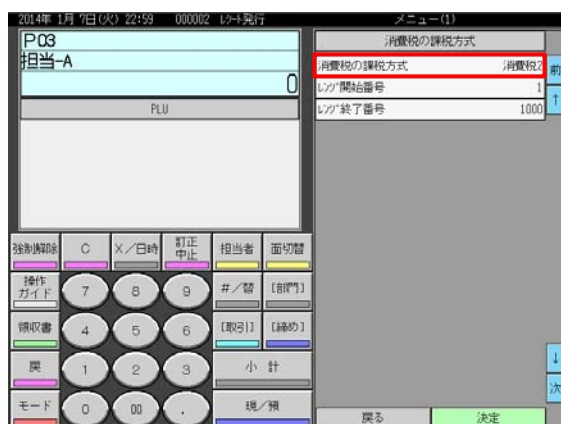 2014年 1月 7日(火) 22:59 000002 ﾚｼｰﾄ発行 メニュー(1)
P03
担当-A
0
PLU
消費税の課税方式
消費税の課税方式 消費税2
ﾚﾝｼﾞ開始番号 1
ﾚﾝｼﾞ終了番号 1000
前
↑
強制解除 C X/日時 訂正中止 担当者 面切替
操作ガイド 7 8 9 #/替 [部門]
領収書 4 5 6 [取引] [締め]
戻 1 2 3 小 計
モード 0 00 . 現/預
↓
次
戻る 決定